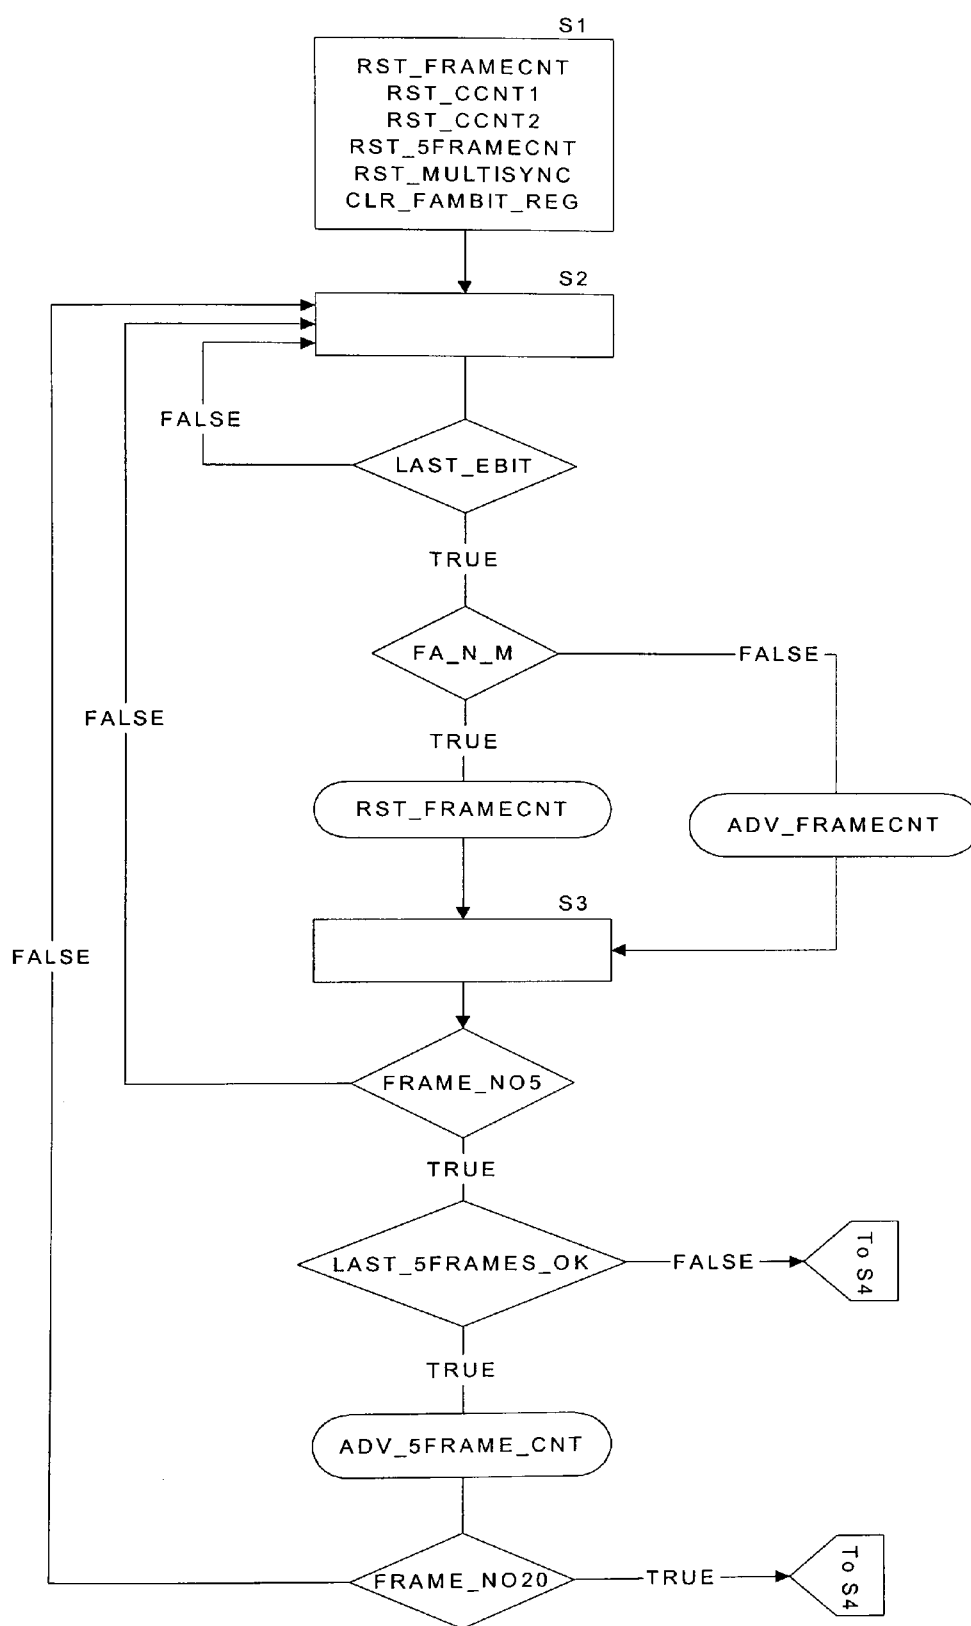 S1
RST_FRAMECNT
RST_CCNT1
RST_CCNT2
RST_5FRAMECNT
RST_MULTISYNC
CLR_FAMBIT_REG
S2
FALSE
LAST_EBIT
TRUE
FA_N_M
FALSE
FALSE
TRUE
RST_FRAMECNT
ADV_FRAMECNT
S3
FALSE
FRAME_NO5
TRUE
LAST_5FRAMES_OK
FALSE
To S4
TRUE
ADV_5FRAME_CNT
FRAME_NO20
TRUE
To S4